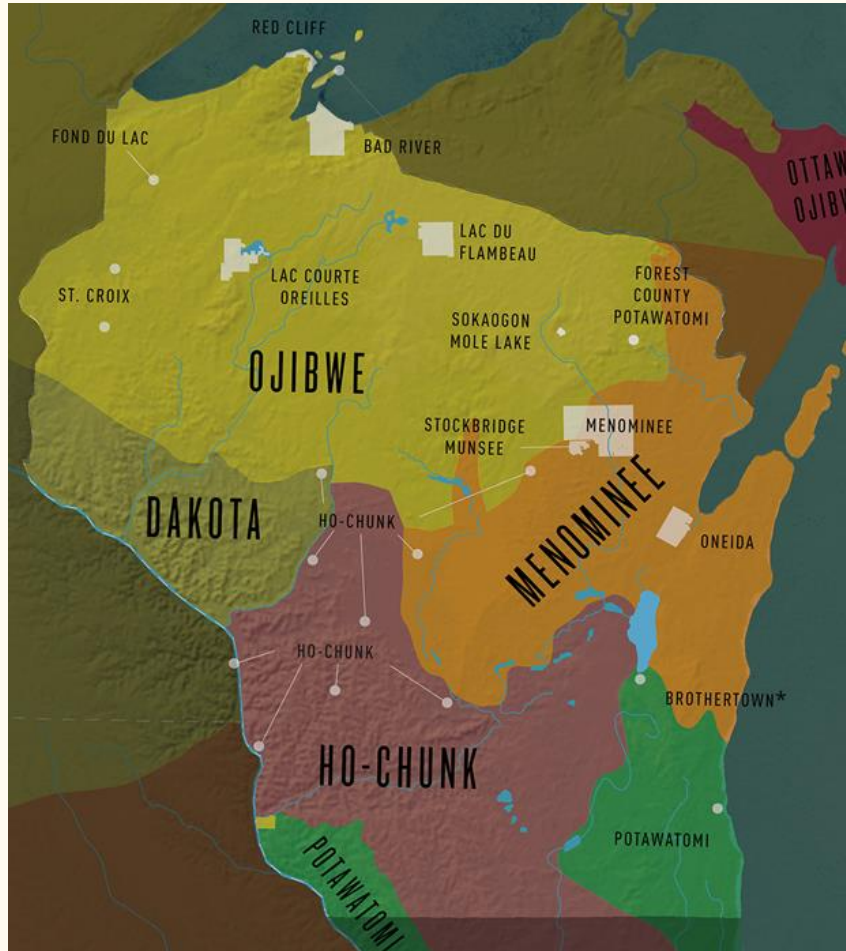 RED CLIFF
FOND DU LAC
BAD RIVER
OTTAW
OJIBW
LAC DU
FLAMBEAU
LAC COURTE
OREILLES
ST. CROIX
FOREST
COUNTY
POTAWATOMI
SOKAOGON
MOLE LAKE
OJIBWE
STOCKBRIDGE
MUNSEE
MENOMINEE
DAKOTA
HO-CHUNK
MENOMINEE
ONEIDA
HO-CHUNK
BROTHERTOWN*
HO-CHUNK
POTAWATOMI
POTAWATOMI